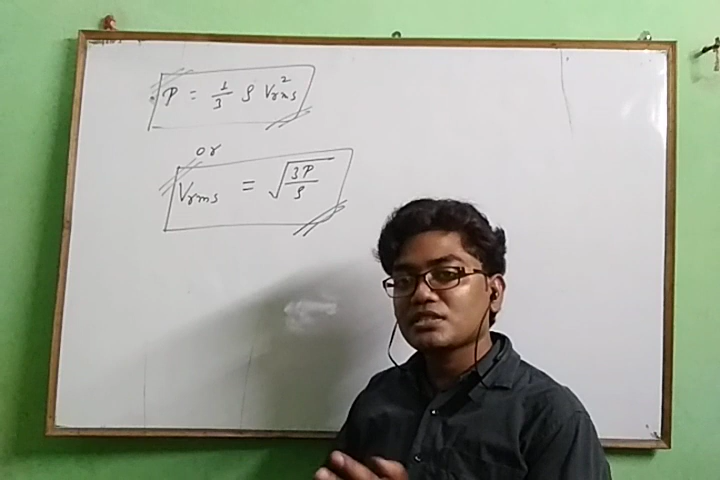 P = 1/3 ρ Vrms²
or
Vrms = √(3P/ρ)